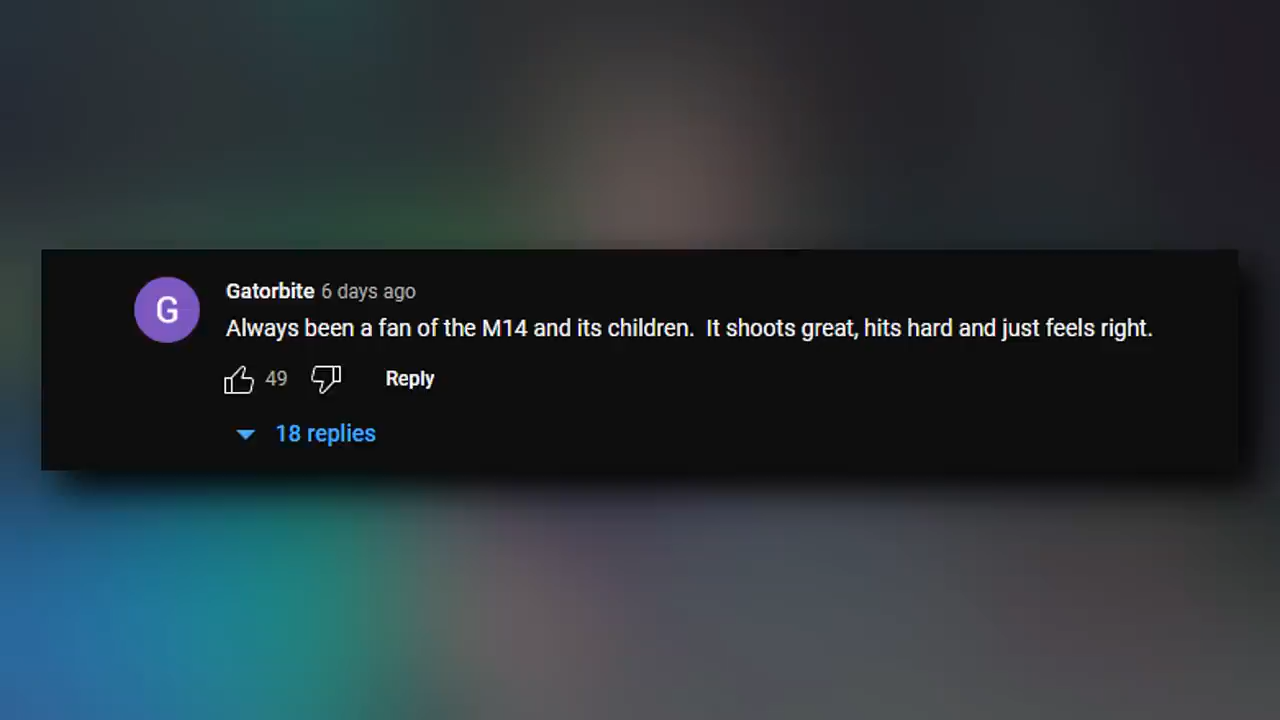 G
Gatorbite 6 days ago
Always been a fan of the M14 and its children.  It shoots great, hits hard and just feels right.
49 Reply
18 replies